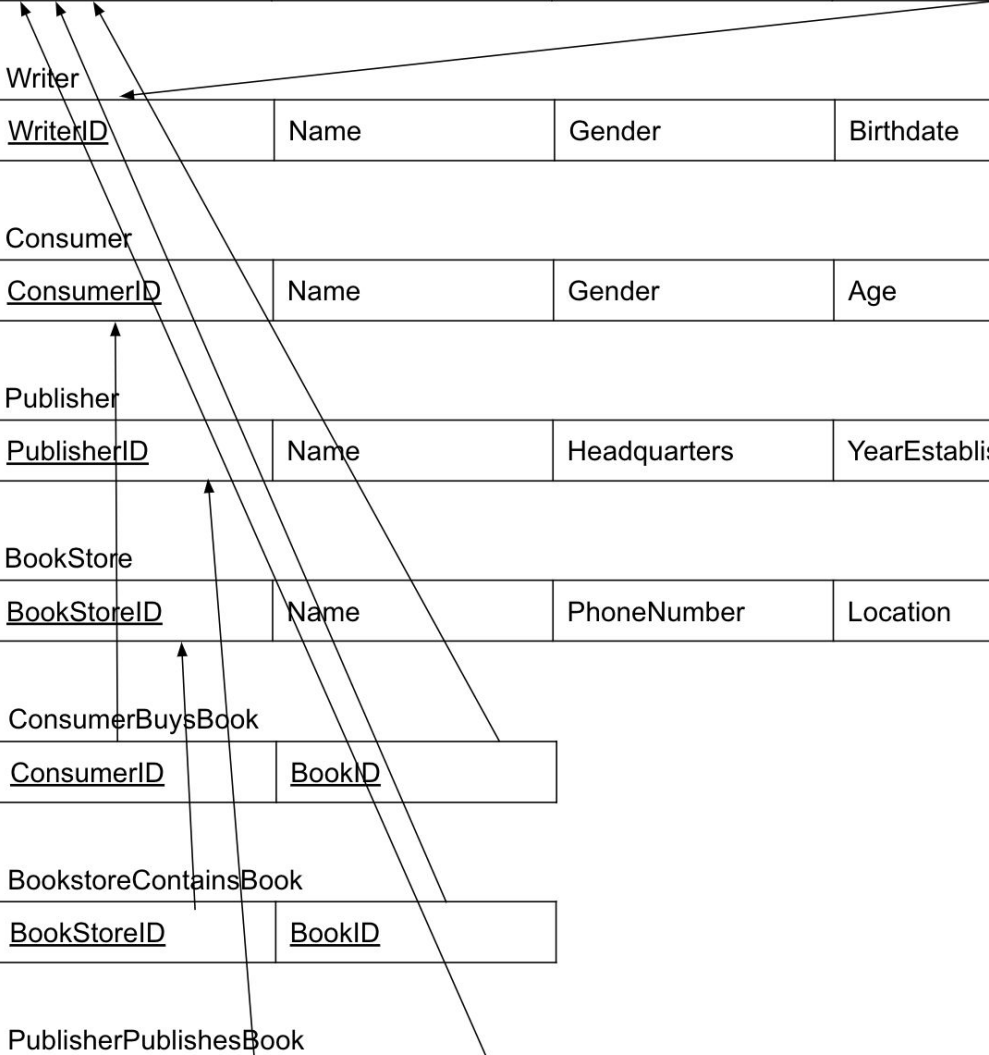 Writer
WriterID Name Gender Birthdate
Consumer
ConsumerID Name Gender Age
Publisher
PublisherID Name Headquarters YearEstablis
BookStore
BookStoreID Name PhoneNumber Location
ConsumerBuysBook
ConsumerID BookID
BookstoreContainsBook
BookStoreID BookID
PublisherPublishesBook